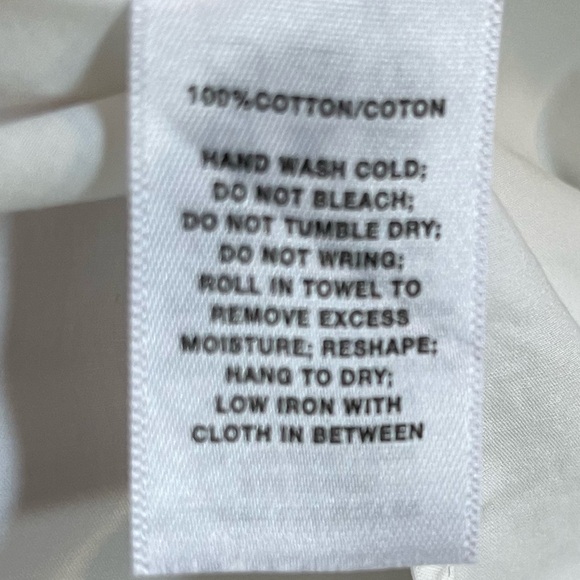 100%COTTON/COTON
HAND WASH COLD;
DO NOT BLEACH;
DO NOT TUMBLE DRY;
DO NOT WRING;
ROLL IN TOWEL TO
REMOVE EXCESS
MOISTURE; RESHAPE;
HANG TO DRY;
LOW IRON WITH
CLOTH IN BETWEEN